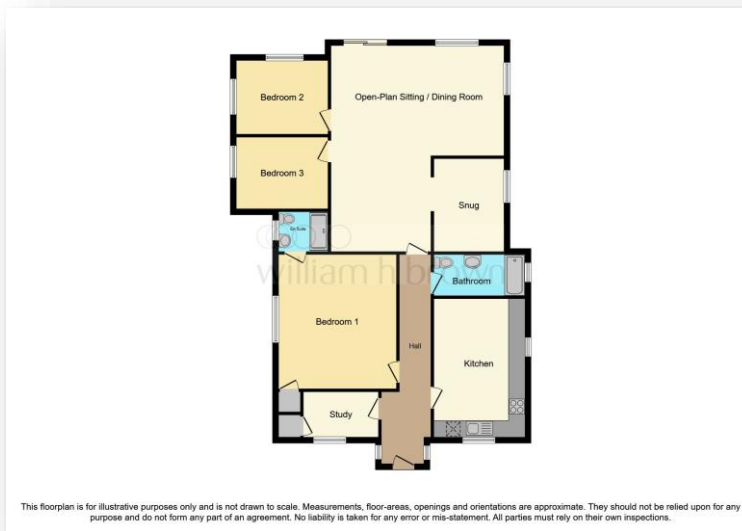 Bedroom 2
Open-Plan Sitting / Dining Room
Bedroom 3
Snug
En-Suite
william h brown
Bathroom
Bedroom 1
Hall
Kitchen
Study
This floorplan is for illustrative purposes only and is not drawn to scale. Measurements, floor-areas, openings and orientations are approximate. They should not be relied upon for any
purpose and do not form any part of an agreement. No liability is taken for any error or mis-statement. All parties must rely on their own inspections.